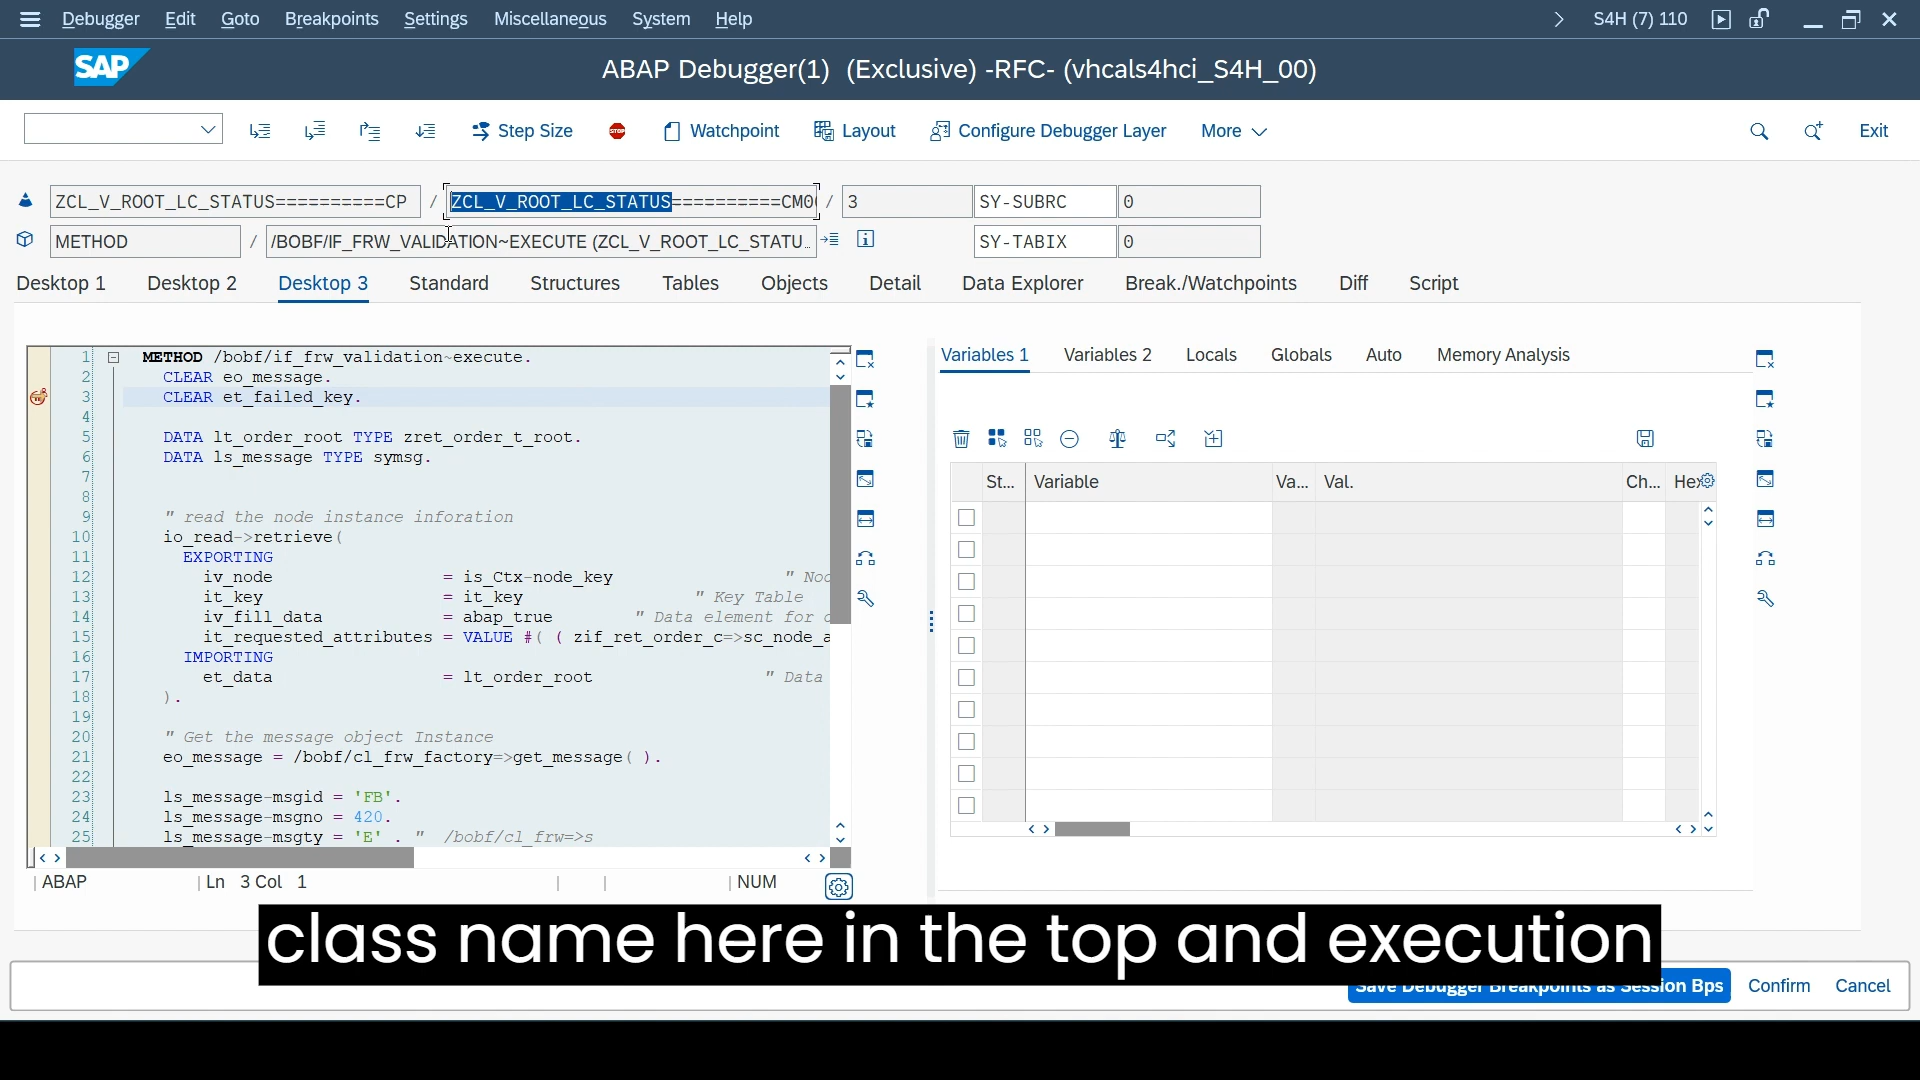 Debugger Edit Goto Breakpoints Settings Miscellaneous System Help S4H (7) 110
SAP ABAP Debugger(1) (Exclusive) -RFC- (vhcals4hci_S4H_00)
Step Size STOP Watchpoint Layout Configure Debugger Layer More Exit
ZCL_V_ROOT_LC_STATUS==========CP / ZCL_V_ROOT_LC_STATUS==========CM0 / 3 SY-SUBRC 0
METHOD / /BOBF/IF_FRW_VALIDATION~EXECUTE (ZCL_V_ROOT_LC_STATU... SY-TABIX 0
Desktop 1 Desktop 2 Desktop 3 Standard Structures Tables Objects Detail Data Explorer Break./Watchpoints Diff Script
Variables 1 Variables 2 Locals Globals Auto Memory Analysis
St... Variable Va... Val. Ch... Hex
1 METHOD /bobf/if_frw_validation~execute.
2 CLEAR eo_message.
3 CLEAR et_failed_key.
4
5 DATA lt_order_root TYPE zret_order_t_root.
6 DATA ls_message TYPE symsg.
7
8
9 " read the node instance inforation
10 io_read->retrieve(
11 EXPORTING
12 iv_node = is_Ctx-node_key " Noc
13 it_key = it_key " Key Table
14 iv_fill_data = abap_true " Data element for
15 it_requested_attributes = VALUE #( ( zif_ret_order_c=>sc_node_a
16 IMPORTING
17 et_data = lt_order_root " Data
18 ).
19
20 " Get the message object Instance
21 eo_message = /bobf/cl_frw_factory=>get_message( ).
22
23 ls_message-msgid = 'FB'.
24 ls_message-msgno = 420.
25 ls_message-msgty = 'E' . " /bobf/cl_frw=>s
ABAP Ln 3 Col 1 NUM
class name here in the top and execution
Save Debugger Breakpoints as Session Bps Confirm Cancel